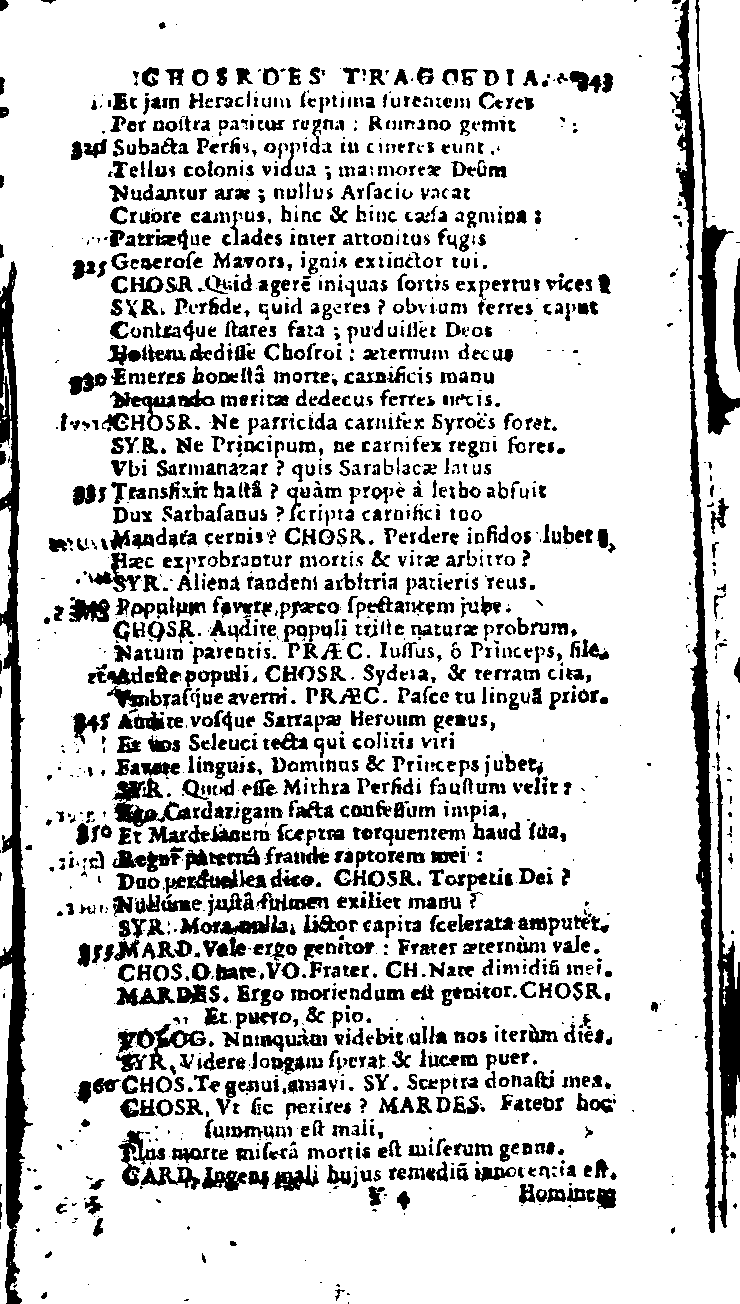 CHOSRDES TRAGOEDIA. 343
Et jam Heraclium ſeptima furentem Ceres
Per noſtra patitur regna : Romano gemit
Subacta Perſis, oppida in cineres eunt,
Tellus colonis vidua ; marmoreæ Deûm
Nudantur aræ ; nullus Arſacio vacat
Cruore campus, hinc & hinc cæſa agmina :
Patriæque clades inter attonitus fugis
325 Generoſe Mavors, ignis extinctor tui.
CHOSR. Quid agerē iniquas ſortis expertus vices ?
SYR. Perfide, quid ageres ? obvium ferres caput
Contraque ſtares fata ; puduiſſet Deos
Hoſtem dediſſe Choſroi : æternum decus
330 Emeres honeſtâ morte, carnificis manu
Nequando meritæ dedecus ferres necis.
CHOSR. Ne parricida carnifex Syroës foret.
SYR. Ne Principum, ne carnifex regni fores.
Vbi Sarmanazar ? quis Sarablacæ latus
335 Transfixit haſtâ ? quàm propè à letho abfuit
Dux Sarbaſanus ? ſcripta carnifici tuo
Mandata cernis ? CHOSR. Perdere infidos lubet ,
Hæc exprobrantur mortis & vitæ arbitro ?
SYR. Aliena tandem arbitria patieris reus.
340 Populum favere, præco ſpectantem jube.
CHOSR. Audite populi triſte naturæ probrum,
Natum parentis. PRÆC. Iuſſus, ô Princeps, ſile,
Adeſte populi. CHOSR. Sydera, & terram cita,
Vmbraſque averni. PRÆC. Paſce tu linguã prior.
345 Audite voſque Satrapæ Heroum genus,
Et vos Seleuci tecta qui colitis viri
Favete linguis, Dominus & Princeps jubet,
SYR. Quod eſſe Mithra Perſidi fauſtum velit :
Ego Cardarigam facta confeſſum impia,
350 Et Mardeſanem ſceptra torquentem haud ſua,
paternâ fraude raptorem mei :
Duo perduelles dico. CHOSR. Torpetis Dei ?
Nullúmne juſtâ fulmen exiliet manu ?
SYR. Mora nulla, lictor capita ſcelerata amputet.
355 MARD. Vale ergo genitor : Frater æternùm vale.
CHOS. O nate, VO. Frater. CH. Nate dimidiũ mei.
MARDES. Ergo moriendum eſt genitor. CHOSR.
Et puero, & pio.
VOLOG. Numquàm videbit ulla nos iterùm dies.
SYR. Videre longam ſperat & lucem puer.
360 CHOS. Te genui, amavi. SY. Sceptra donaſti mea.
CHOSR. Vt ſic perires ? MARDES. Fateor hoc
ſummum eſt mali,
Plus morte miſerâ mortis eſt miſerum genus.
CARD. Ingens mali hujus remediũ innocentia eſt.
Y 4 Hominem